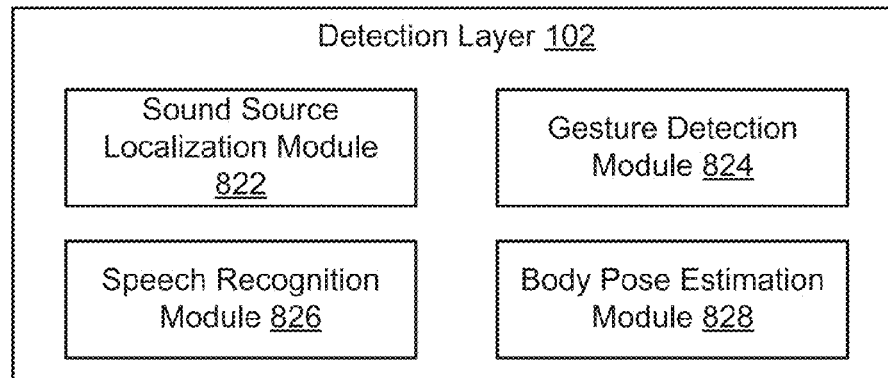 Detection Layer 102
Sound Source
Localization Module
822
Gesture Detection
Module 824
Speech Recognition
Module 826
Body Pose Estimation
Module 828